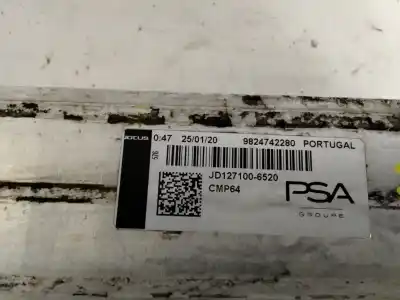 0:47 25/01/20 9824742280 PORTUGAL
JD127100-6520
CMP64
PSA
GROUPE